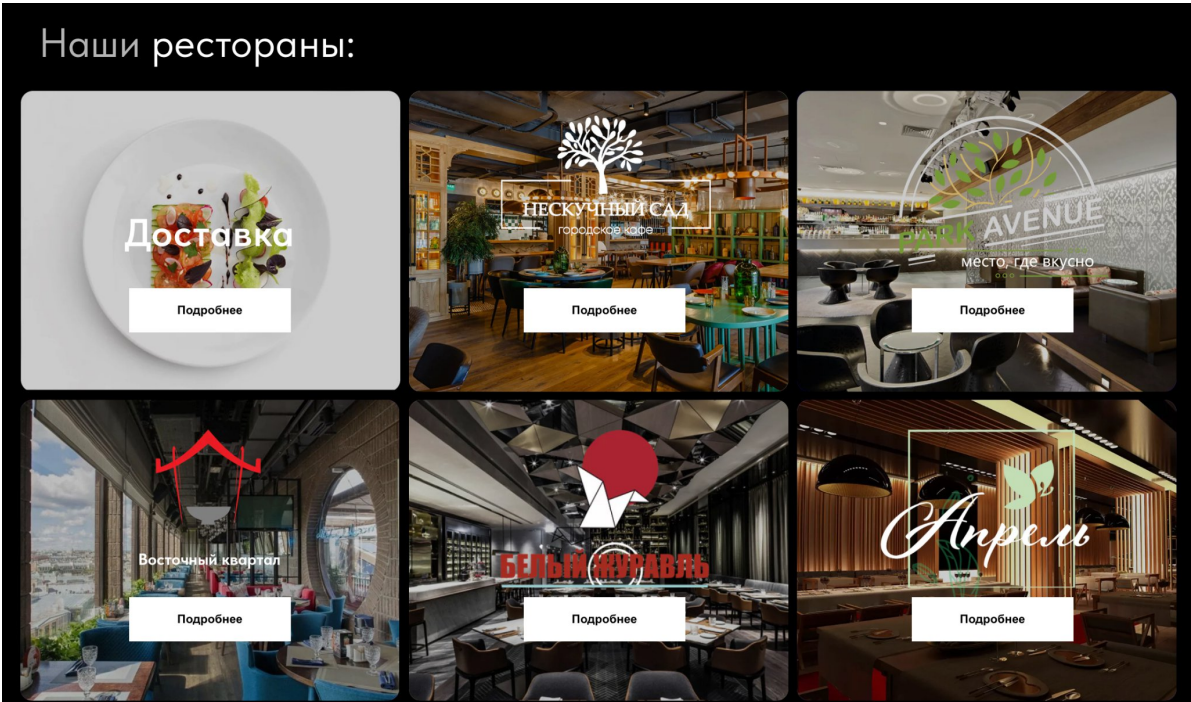 Наши рестораны:
Доставка
Подробнее
НЕСКУЧНЫЙ САД
городское кафе
Подробнее
PARK AVENUE
место, где вкусно
Подробнее
Восточный квартал
Подробнее
БЕЛЫЙ ЖУРАВЛЬ
Подробнее
Апрель
Подробнее